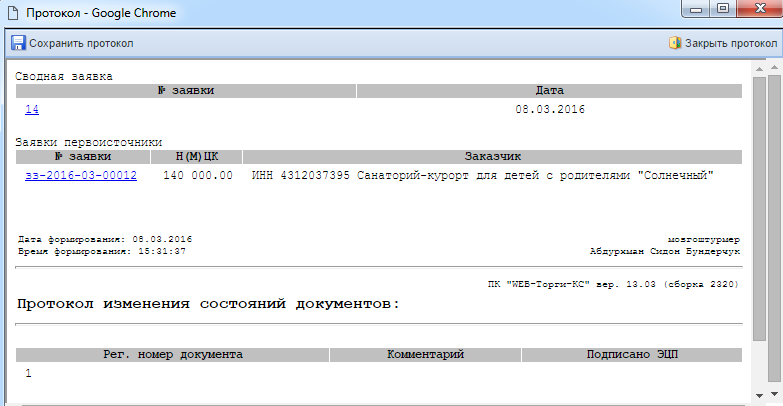 Протокол - Google Chrome
Сохранить протокол Закрыть протокол
Сводная заявка
№ заявки Дата
14 08.03.2016
Заявки первоисточники
№ заявки Н(М)ЦК Заказчик
зз-2016-03-00012 140 000.00 ИНН 4312037395 Санаторий-курорт для детей с родителями "Солнечный"
Дата формирования: 08.03.2016 мовгоштурмер
Время формирования: 15:31:37 Абдурхман Сидон Бундерчук
ПК "WEB-Торги-КС" вер. 13.03 (сборка 2320)
Протокол изменения состояний документов:
Рег. номер документа Комментарий Подписано ЭЦП
1